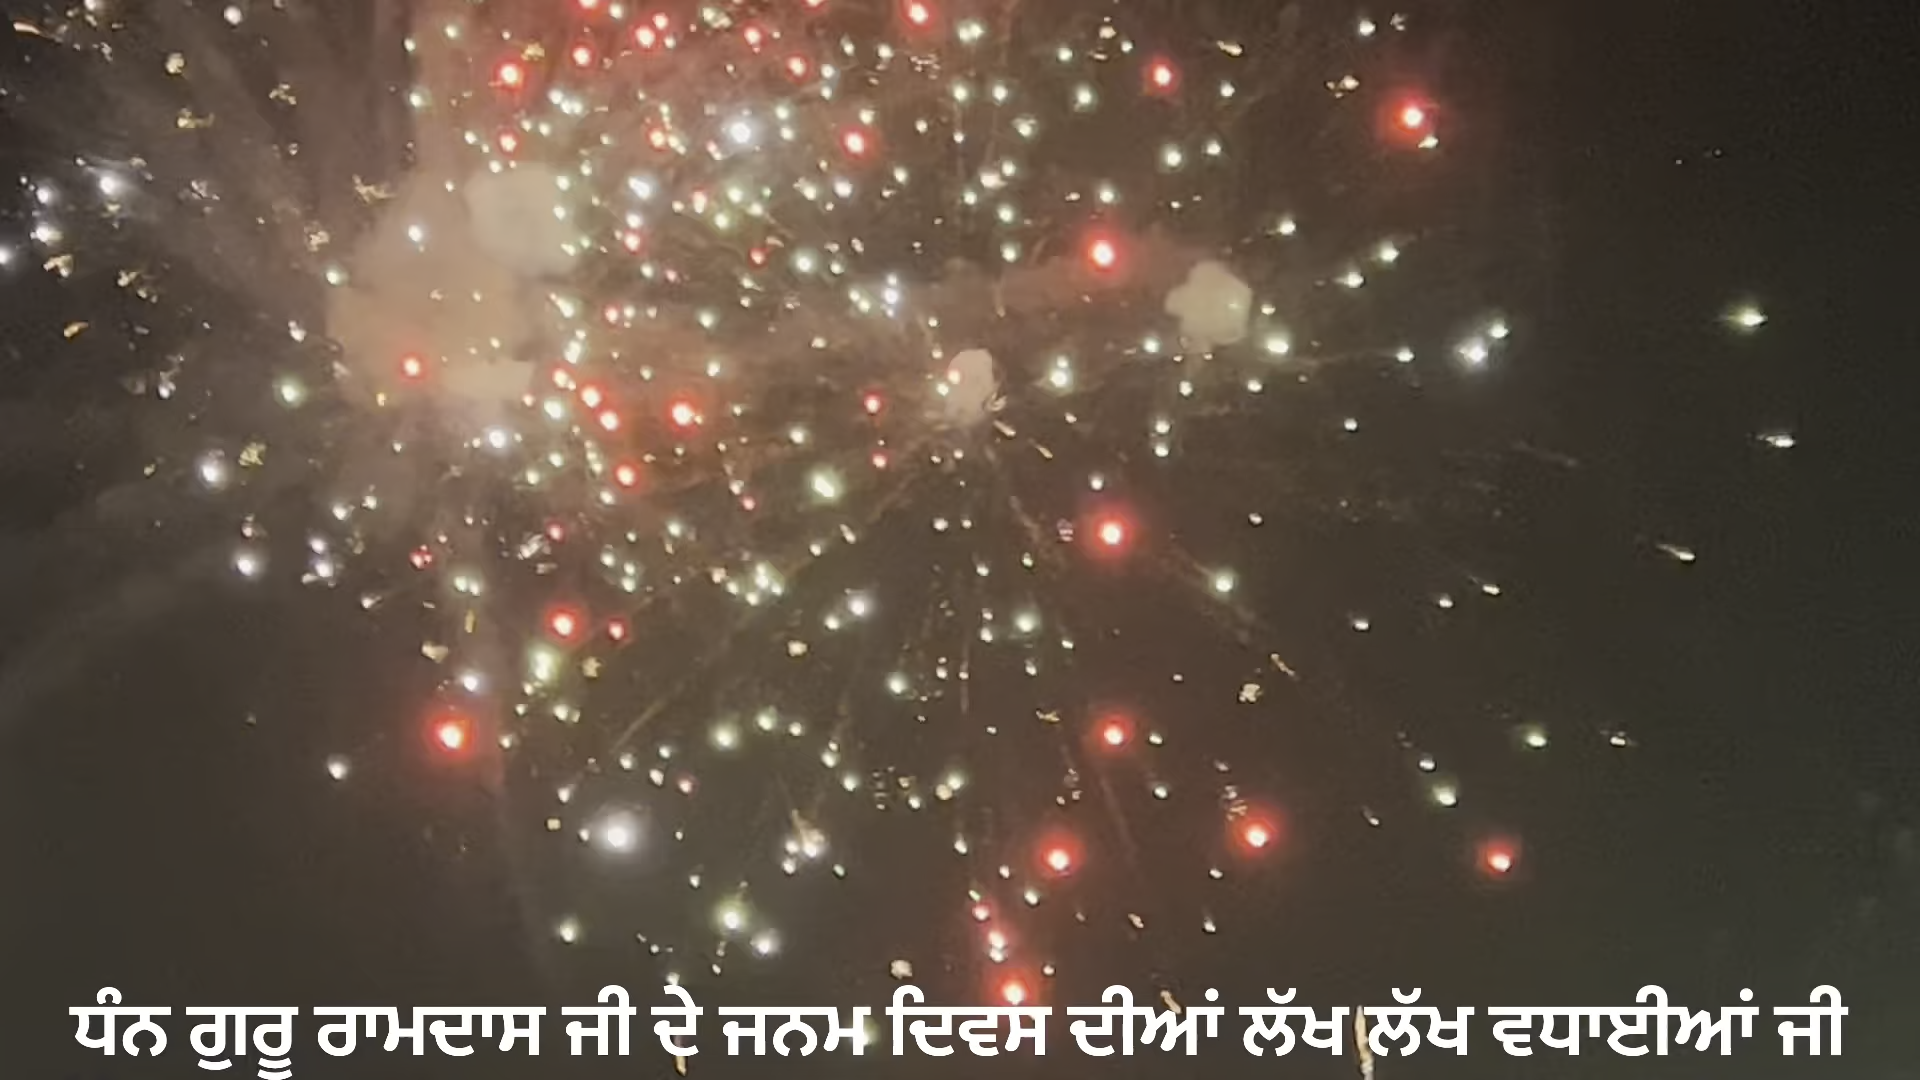 ਧੰਨ ਗੁਰੂ ਰਾਮਦਾਸ ਜੀ ਦੇ ਜਨਮ ਦਿਵਸ ਦੀਆਂ ਲੱਖ ਲੱਖ ਵਧਾਈਆਂ ਜੀ